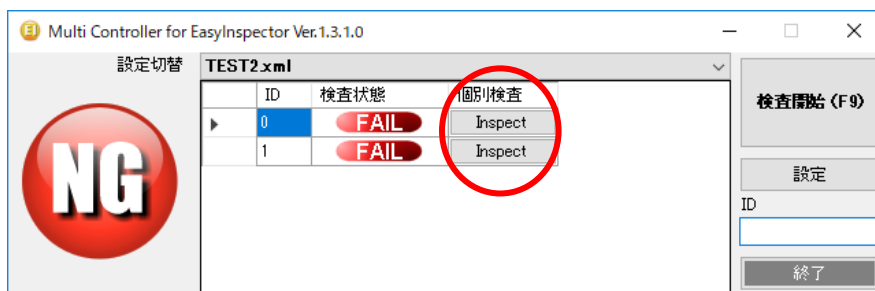 Multi Controller for EasyInspector Ver.1.3.1.0
設定切替
TEST2.xml
ID 検査状態 個別検査
0 FAIL Inspect
1 FAIL Inspect
NG
検査開始 (F9)
設定
ID
終了